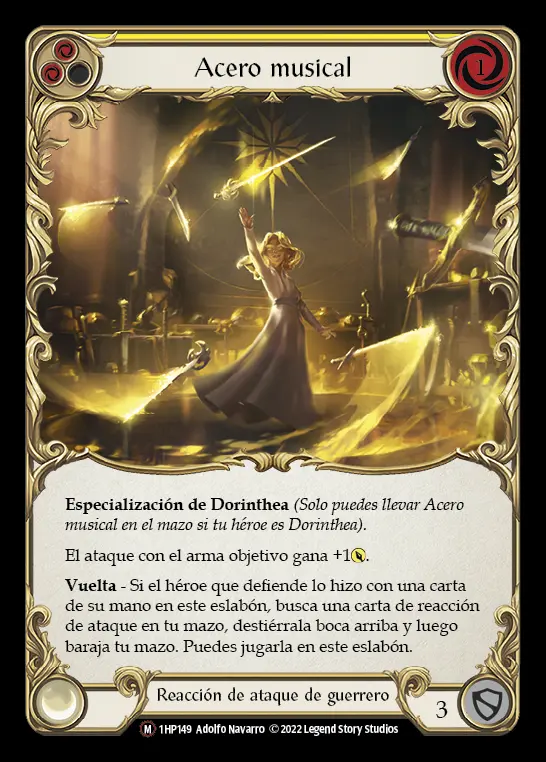 Acero musical
1
Especialización de Dorinthea (Solo puedes llevar Acero
musical en el mazo si tu héroe es Dorinthea).
El ataque con el arma objetivo gana +1.
Vuelta - Si el héroe que defiende lo hizo con una carta
de su mano en este eslabón, busca una carta de reacción
de ataque en tu mazo, destiérrala boca arriba y luego
baraja tu mazo. Puedes jugarla en este eslabón.
Reacción de ataque de guerrero
3
M 1HP149 Adolfo Navarro © 2022 Legend Story Studios